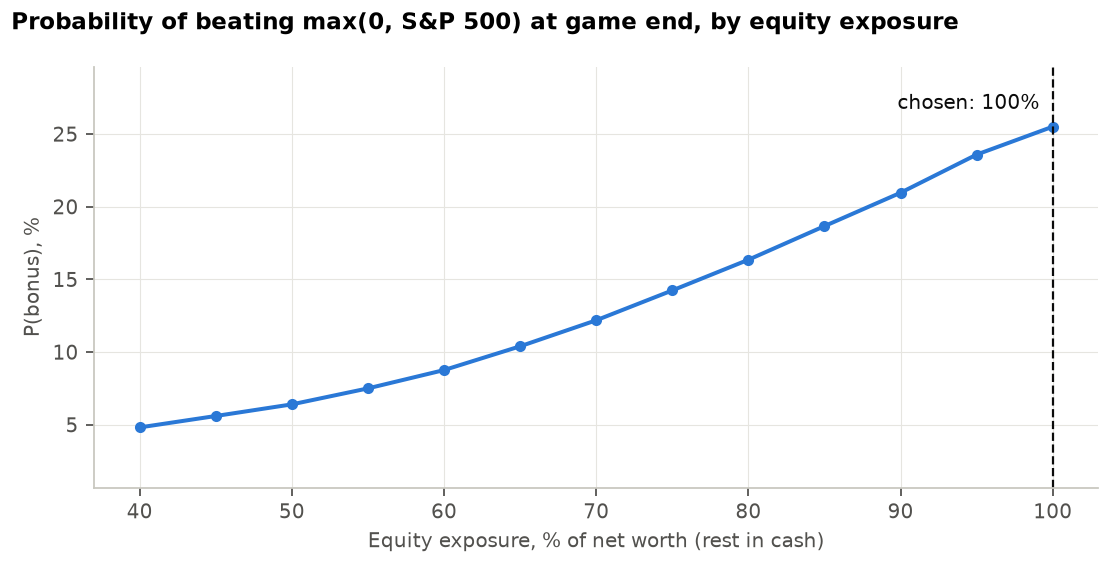 Probability of beating max(0, S&P 500) at game end, by equity exposure
chosen: 100%
25
20
15
10
5
P(bonus), %
40 50 60 70 80 90 100
Equity exposure, % of net worth (rest in cash)